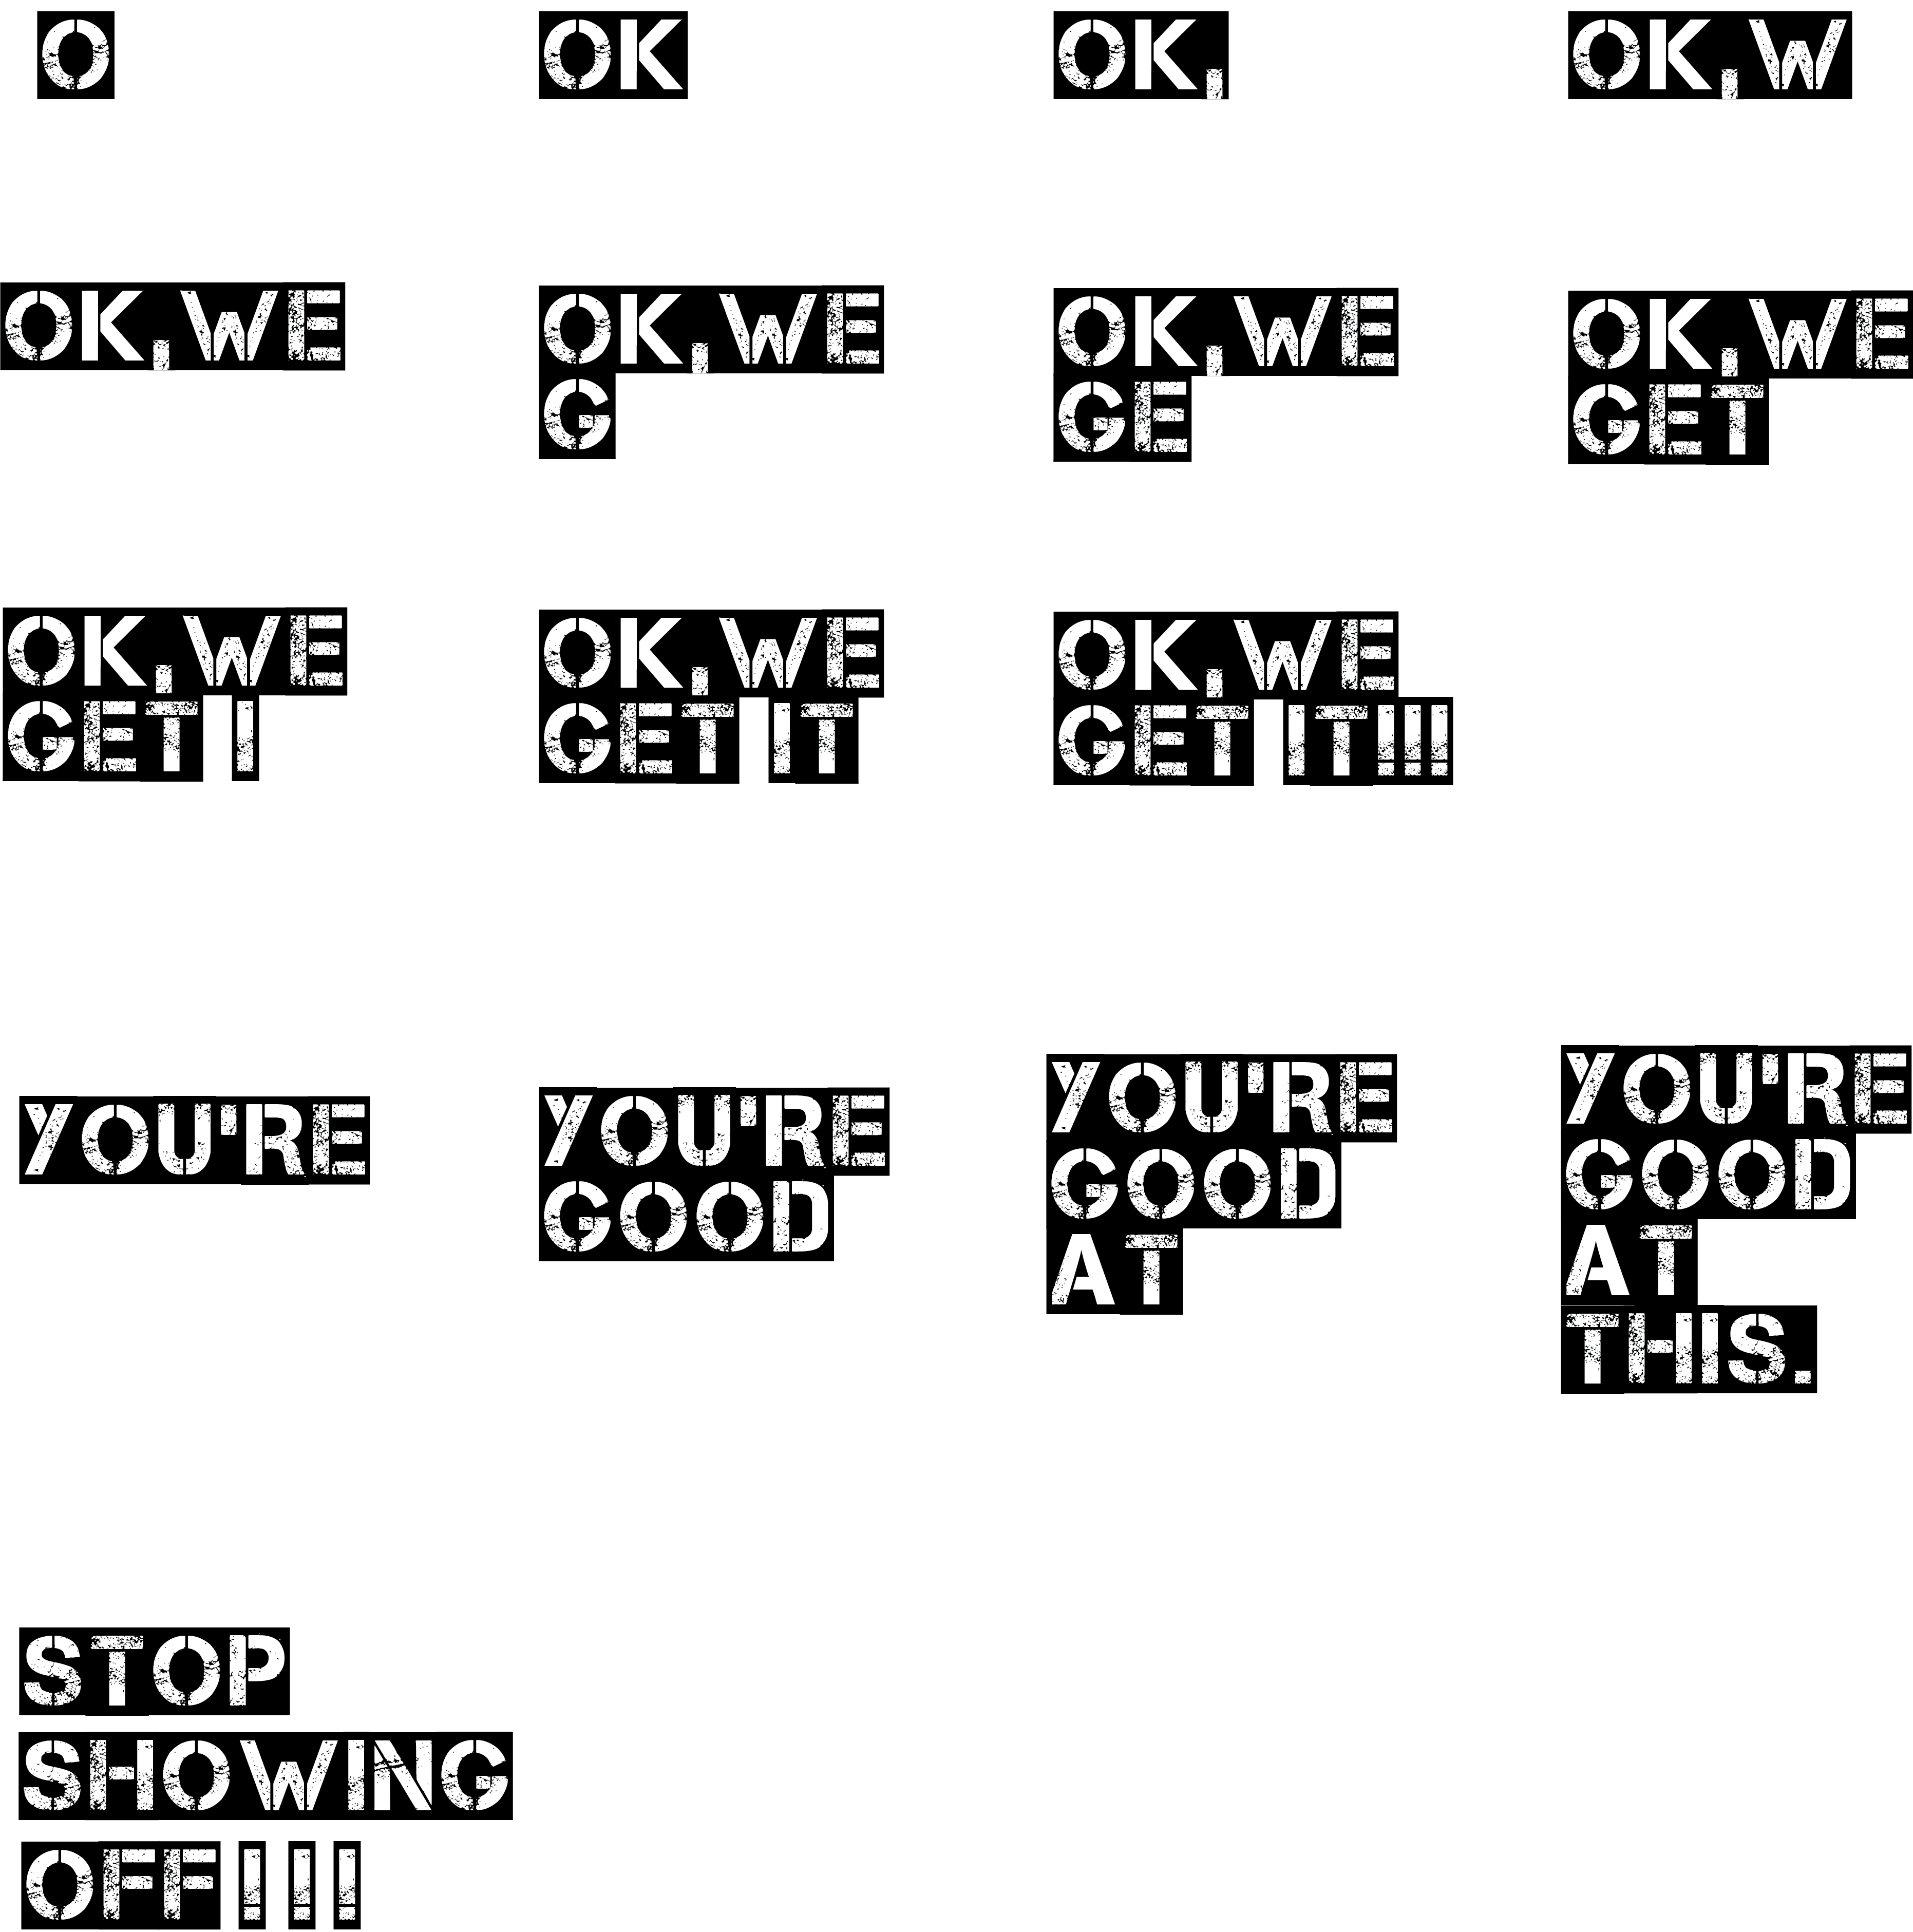 O
OK
OK,
OK,W
OK,WE
OK,WE
G
OK,WE
GE
OK,WE
GET
OK,WE
GET I
OK,WE
GET IT
OK,WE
GET IT!!!
YOU'RE
YOU'RE
GOOD
YOU'RE
GOOD
AT
YOU'RE
GOOD
AT
THIS.
STOP
SHOWING
OFF!!!